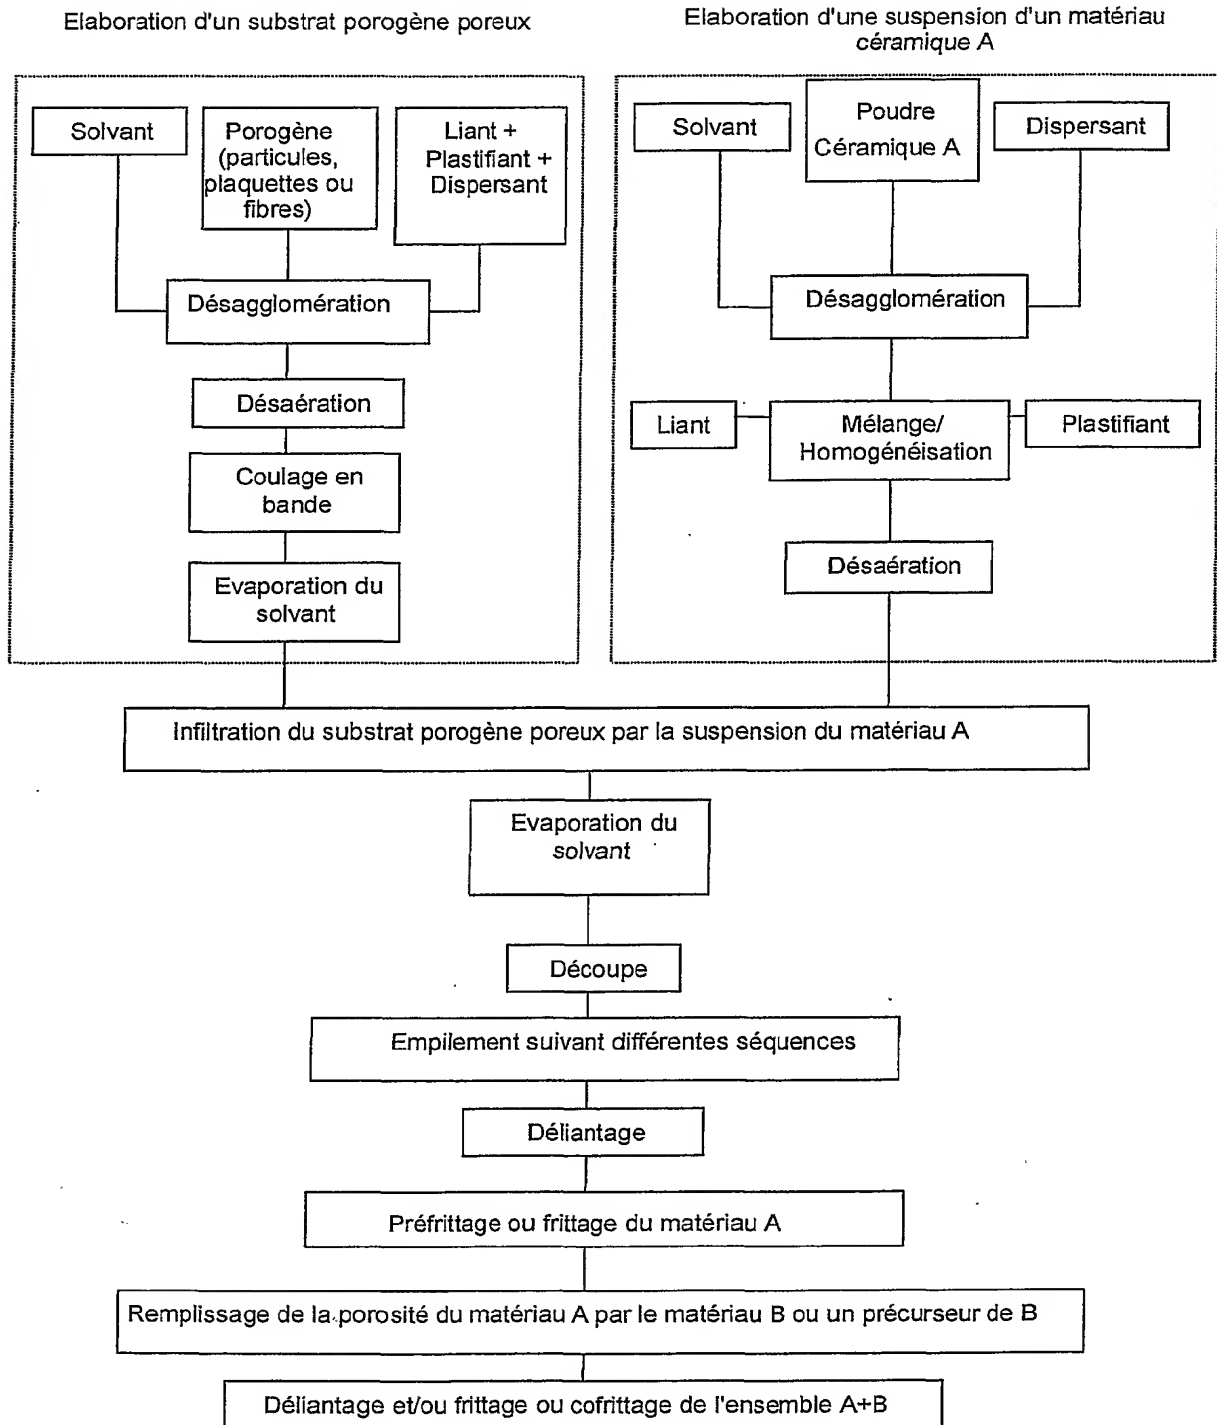 Elaboration d'un substrat porogène poreux
Elaboration d'une suspension d'un matériau
céramique A
Solvant
Porogène
(particules,
plaquettes ou
fibres)
Liant +
Plastifiant +
Dispersant
Désagglomération
Désaération
Coulage en
bande
Evaporation du
solvant
Solvant
Poudre
Céramique A
Dispersant
Désagglomération
Liant
Mélange/
Homogénéisation
Plastifiant
Désaération
Infiltration du substrat porogène poreux par la suspension du matériau A
Evaporation du
solvant
Découpe
Empilement suivant différentes séquences
Déliantage
Préfrittage ou frittage du matériau A
Remplissage de la porosité du matériau A par le matériau B ou un précurseur de B
Déliantage et/ou frittage ou cofrittage de l'ensemble A+B